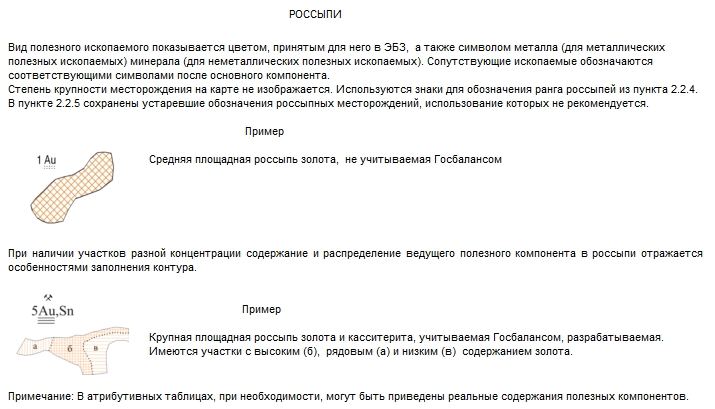 РОССЫПИ
Вид полезного ископаемого показывается цветом, принятым для него в ЭБЗ, а также символом металла (для металлических
полезных ископаемых) минерала (для неметаллических полезных ископаемых). Сопутствующие ископаемые обозначаются
соответствующими символами после основного компонента.
Степень крупности месторождения на карте не изображается. Используются знаки для обозначения ранга россыпей из пункта 2.2.4.
В пункте 2.2.5 сохранены устаревшие обозначения россыпных месторождений, использование которых не рекомендуется.
Пример
1 Au
Средняя площадная россыпь золота, не учитываемая Госбалансом
При наличии участков разной концентрации содержание и распределение ведущего полезного компонента в россыпи отражается
особенностями заполнения контура.
Пример
5Au,Sn
а б в
Крупная площадная россыпь золота и касситерита, учитываемая Госбалансом, разрабатываемая.
Имеются участки с высоким (б), рядовым (а) и низким (в) содержанием золота.
Примечание: В атрибутивных таблицах, при необходимости, могут быть приведены реальные содержания полезных компонентов.